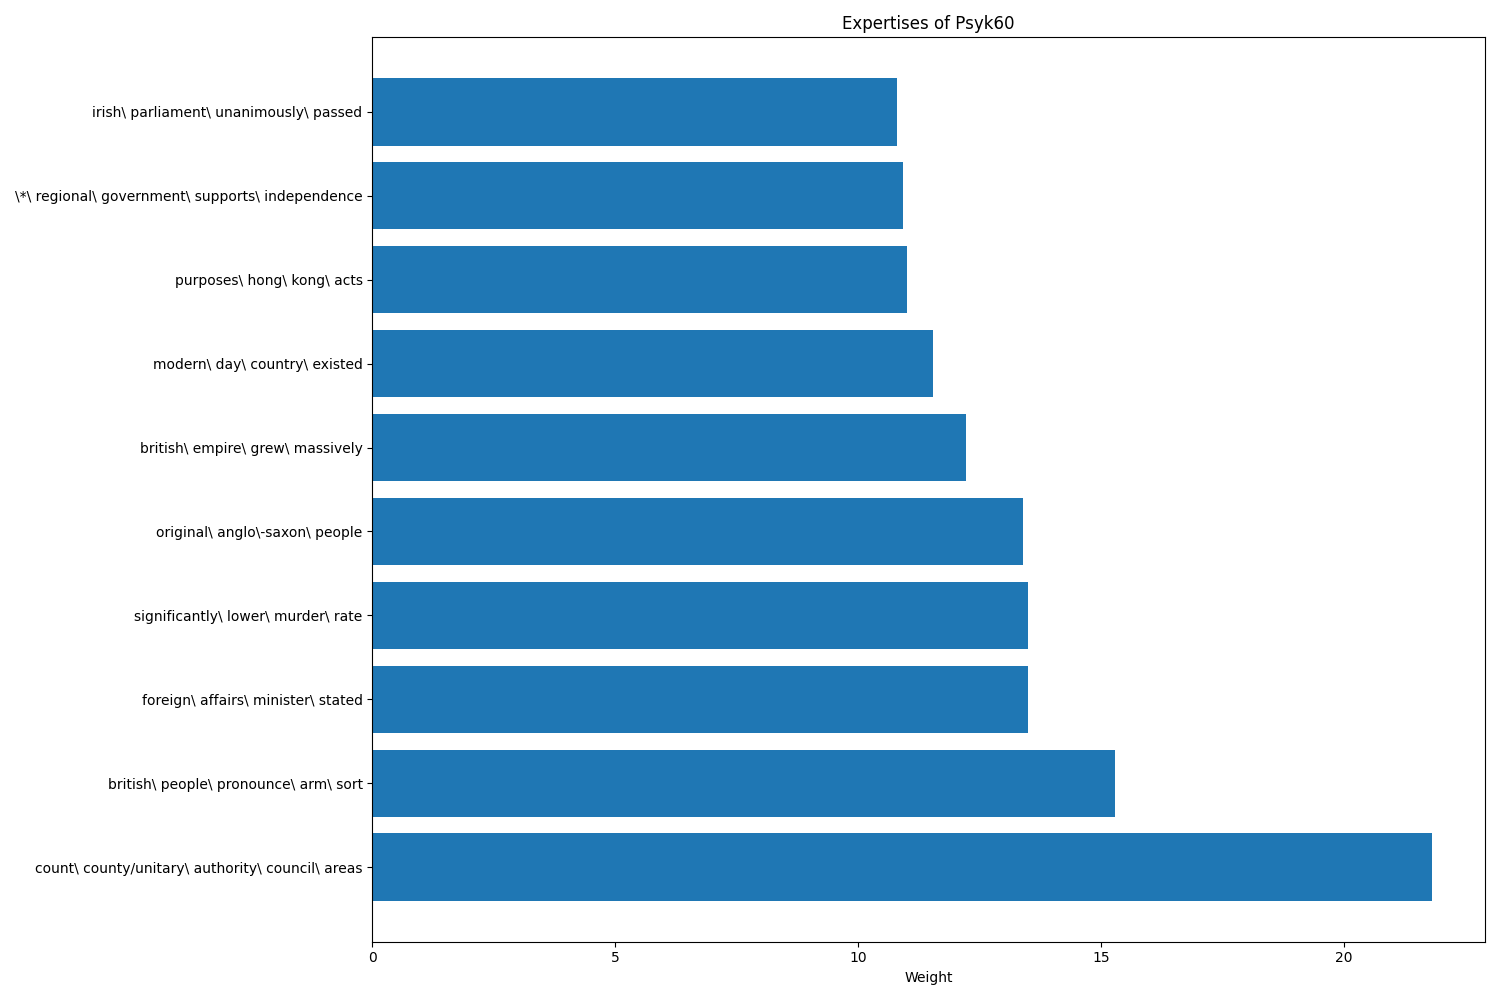 Expertises of Psyk60
irish\ parliament\ unanimously\ passed
\*\ regional\ government\ supports\ independence
purposes\ hong\ kong\ acts
modern\ day\ country\ existed
british\ empire\ grew\ massively
original\ anglo\-saxon\ people
significantly\ lower\ murder\ rate
foreign\ affairs\ minister\ stated
british\ people\ pronounce\ arm\ sort
count\ county/unitary\ authority\ council\ areas
0 5 10 15 20
Weight